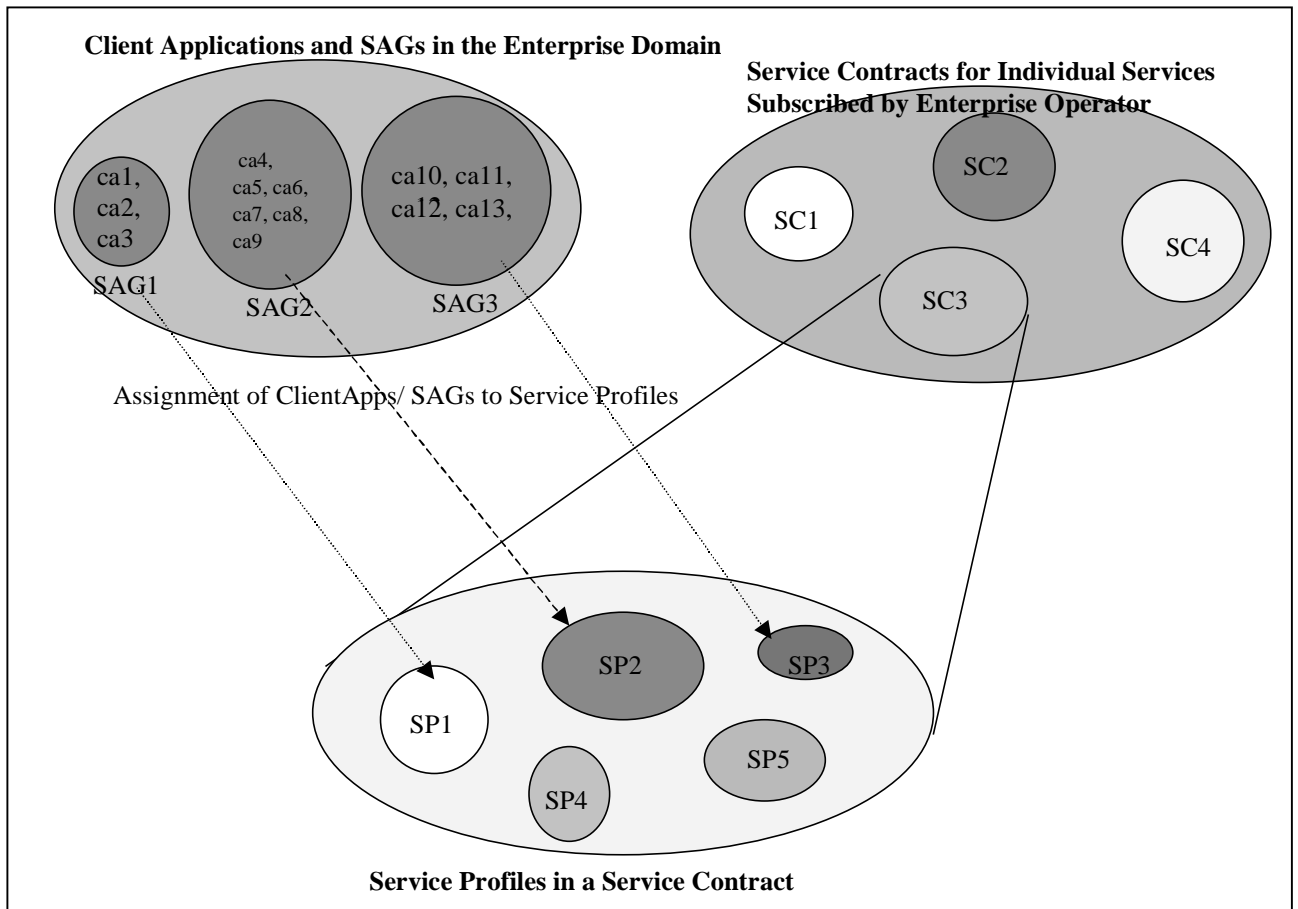 Client Applications and SAGs in the Enterprise Domain
Service Contracts for Individual Services
Subscribed by Enterprise Operator
ca1,
ca2,
ca3
SAG1
ca4,
ca5, ca6,
ca7, ca8,
ca9
SAG2
ca10, ca11,
ca12, ca13,
SAG3
SC1
SC2
SC3
SC4
Assignment of ClientApps/ SAGs to Service Profiles
SP1
SP2
SP3
SP4
SP5
Service Profiles in a Service Contract